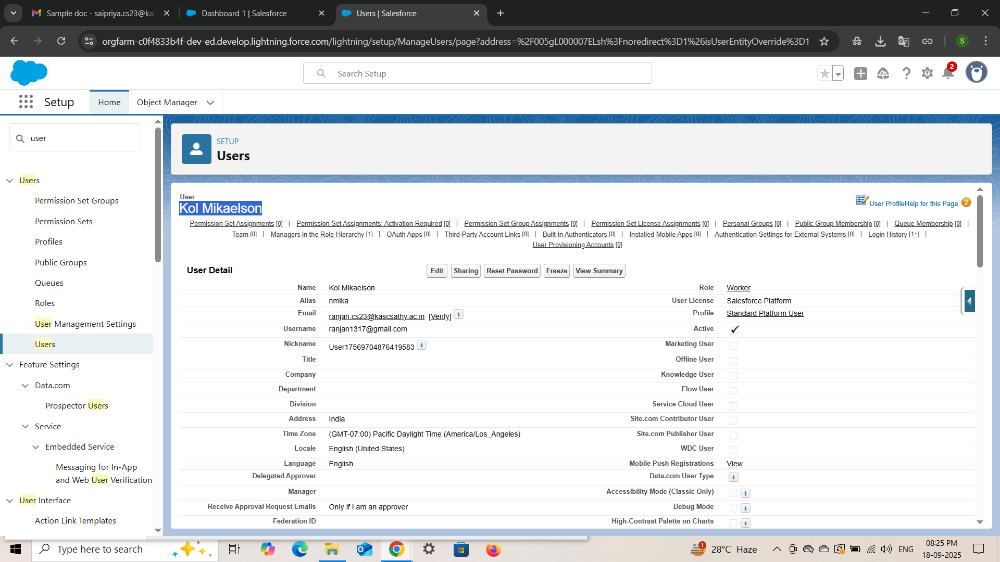 Sample doc - saipriya.cs23@kas
Dashboard 1 | Salesforce
Users | Salesforce
orgfarm-c0f4833b4f-dev-ed.develop.lightning.force.com/lightning/setup/ManageUsers/page?address=%2F005gL000007ELsh%3Fnoredirect%3D1%26isUserEntityOverride%3D1
S
Search Setup
2
Setup
Home
Object Manager
user
Users
Permission Set Groups
Permission Sets
Profiles
Public Groups
Queues
Roles
User Management Settings
Users
Feature Settings
Data.com
Prospector Users
Service
Embedded Service
Messaging for In-App
and Web User Verification
User Interface
Action Link Templates
SETUP
Users
User
Kol Mikaelson
User Profile Help for this Page ?
Permission Set Assignments [0] | Permission Set Assignments: Activation Required [0] | Permission Set Group Assignments [0] | Permission Set License Assignments [0] | Personal Groups [0] | Public Group Membership [0] | Queue Membership [0] |
Team [0] | Managers in the Role Hierarchy [1] | OAuth Apps [0] | Third-Party Account Links [0] | Built-in Authenticators [0] | Installed Mobile Apps [0] | Authentication Settings for External Systems [0] | Login History [1+] |
User Provisioning Accounts [0]
User Detail
Edit Sharing Reset Password Freeze View Summary
Name Kol Mikaelson
Role Worker
Alias nmika
User License Salesforce Platform
Email ranjan.cs23@kascsathy.ac.in [Verify] i
Profile Standard Platform User
Username ranjan1317@gmail.com
Active
Nickname User17569704876419583 i
Marketing User
Title
Offline User
Company
Knowledge User
Department
Flow User
Division
Service Cloud User
Address India
Site.com Contributor User
Time Zone (GMT-07:00) Pacific Daylight Time (America/Los_Angeles)
Site.com Publisher User
Locale English (United States)
WDC User
Language English
Mobile Push Registrations View
Delegated Approver
Data.com User Type i
Manager
Accessibility Mode (Classic Only) i
Receive Approval Request Emails Only if I am an approver
Debug Mode i
Federation ID
High-Contrast Palette on Charts i
Type here to search
1
28°C Haze
ENG
08:25 PM
18-09-2025